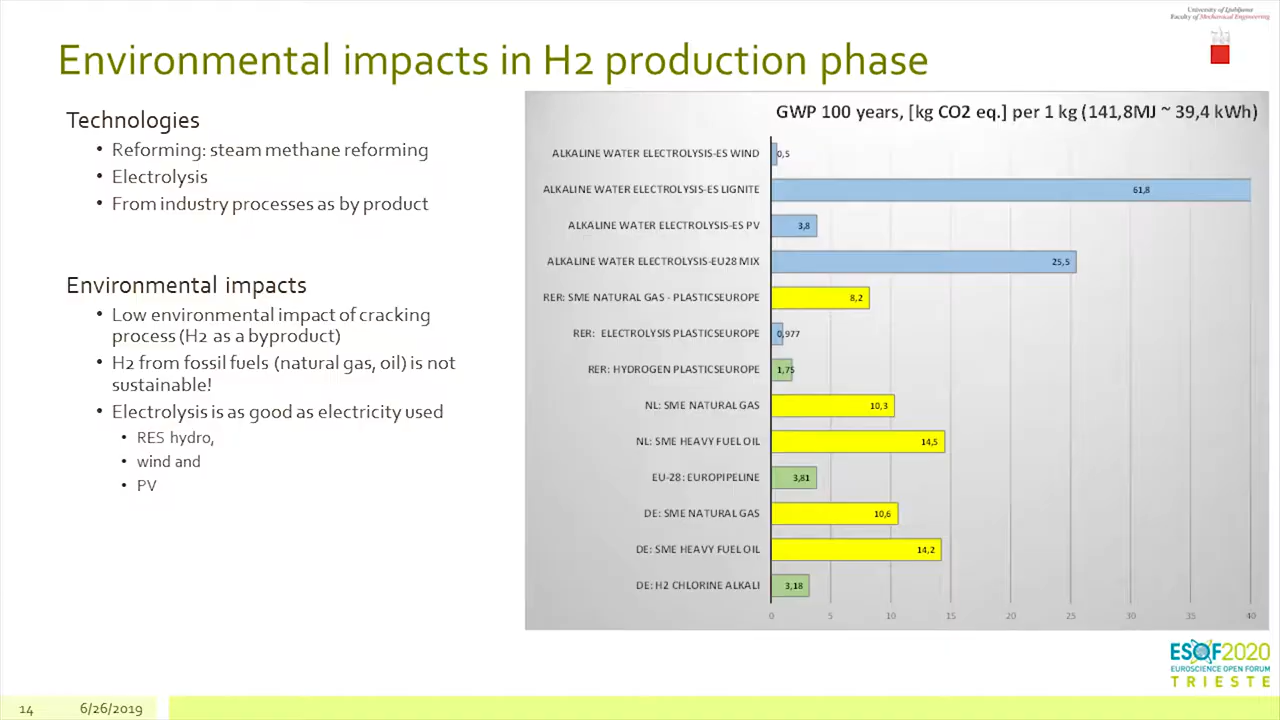 University of Ljubljana
Faculty of Mechanical Engineering
Environmental impacts in H2 production phase
Technologies
• Reforming: steam methane reforming
• Electrolysis
• From industry processes as by product
Environmental impacts
• Low environmental impact of cracking
process (H2 as a byproduct)
• H2 from fossil fuels (natural gas, oil) is not
sustainable!
• Electrolysis is as good as electricity used
• RES hydro,
• wind and
• PV
GWP 100 years, [kg CO2 eq.] per 1 kg (141,8MJ ~ 39,4 kWh)
ALKALINE WATER ELECTROLYSIS-ES WIND 0,5
ALKALINE WATER ELECTROLYSIS-ES LIGNITE 61,8
ALKALINE WATER ELECTROLYSIS-ES PV 3,8
ALKALINE WATER ELECTROLYSIS-EU28 MIX 25,5
RER: SME NATURAL GAS - PLASTICSEUROPE 8,2
RER: ELECTROLYSIS PLASTICSEUROPE 0,977
RER: HYDROGEN PLASTICSEUROPE 1,75
NL: SME NATURAL GAS 10,3
NL: SME HEAVY FUEL OIL 14,5
EU-28: EUROPIPELINE 3,81
DE: SME NATURAL GAS 10,6
DE: SME HEAVY FUEL OIL 14,2
DE: H2 CHLORINE ALKALI 3,18
0 5 10 15 20 25 30 35 40
ESOF2020
EUROSCIENCE OPEN FORUM
TRIESTE
14 6/26/2019